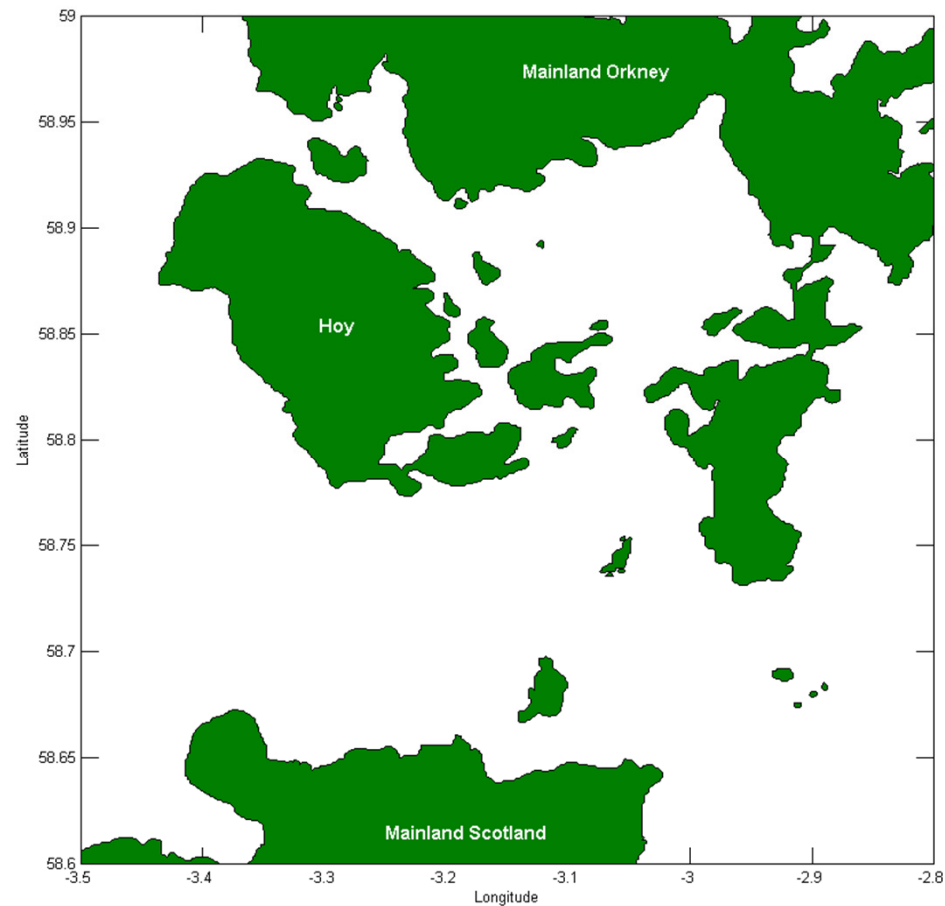 59
Mainland Orkney
58.95
58.9
58.85
Hoy
58.8
Latitude
58.75
58.7
58.65
Mainland Scotland
58.6
-3.5 -3.4 -3.3 -3.2 -3.1 -3 -2.9 -2.8
Longitude